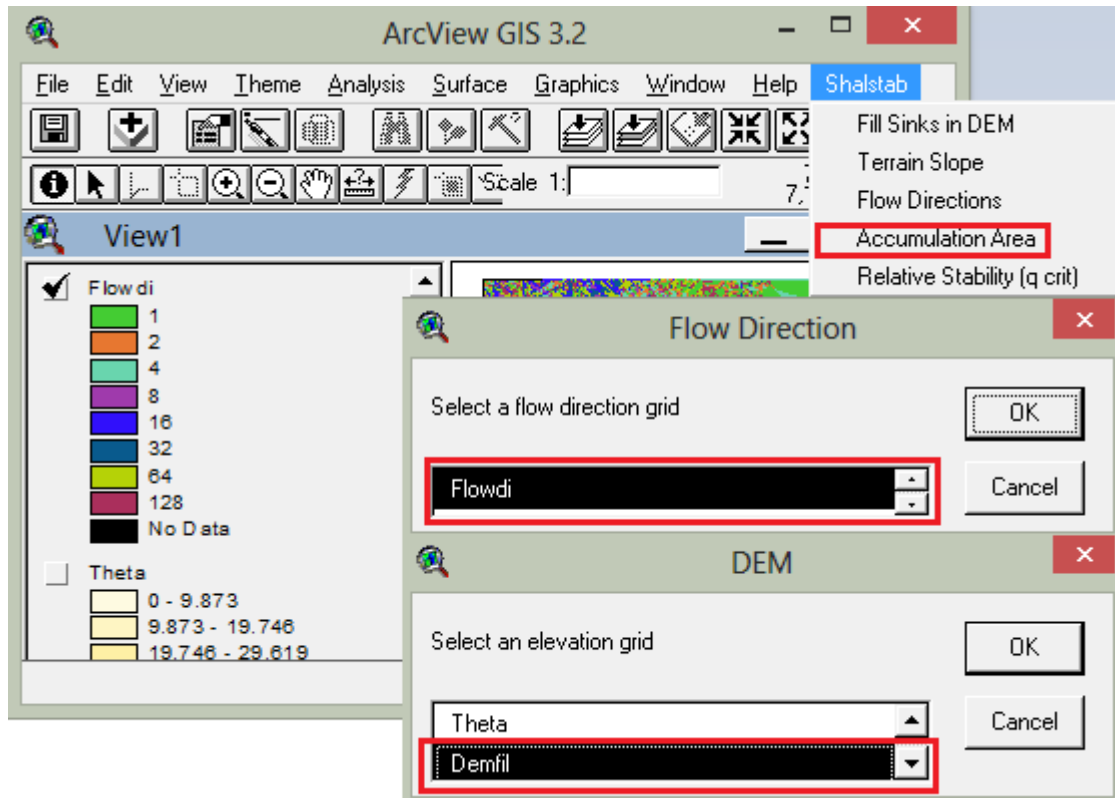 ArcView GIS 3.2
File Edit View Theme Analysis Surface Graphics Window Help Shalstab
Fill Sinks in DEM
Terrain Slope
Flow Directions
Accumulation Area
Relative Stability (q crit)
Scale 1:
7,
View1
Flowdi
1
2
4
8
16
32
64
128
No Data
Theta
0 - 9.873
9.873 - 19.746
19.746 - 29.619
Flow Direction
Select a flow direction grid
OK
Flowdi
Cancel
DEM
Select an elevation grid
OK
Theta
Cancel
Demfil